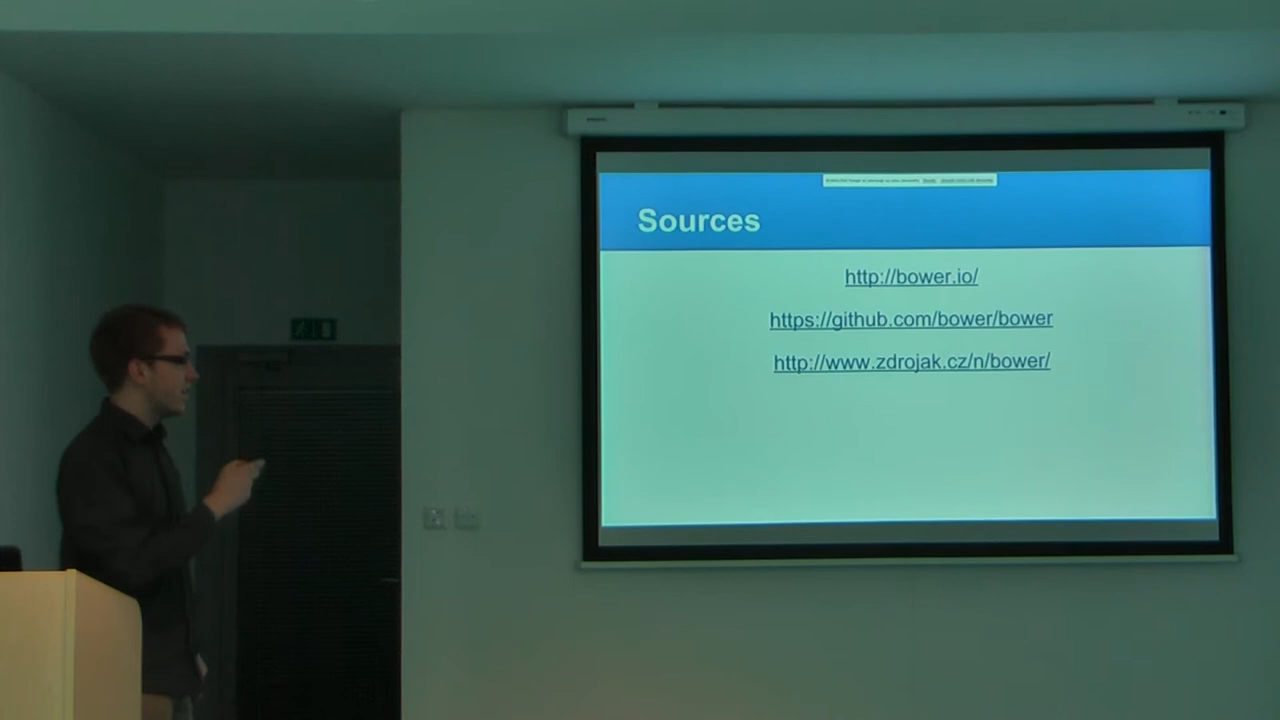 Sources
http://bower.io/
https://github.com/bower/bower
http://www.zdrojak.cz/n/bower/